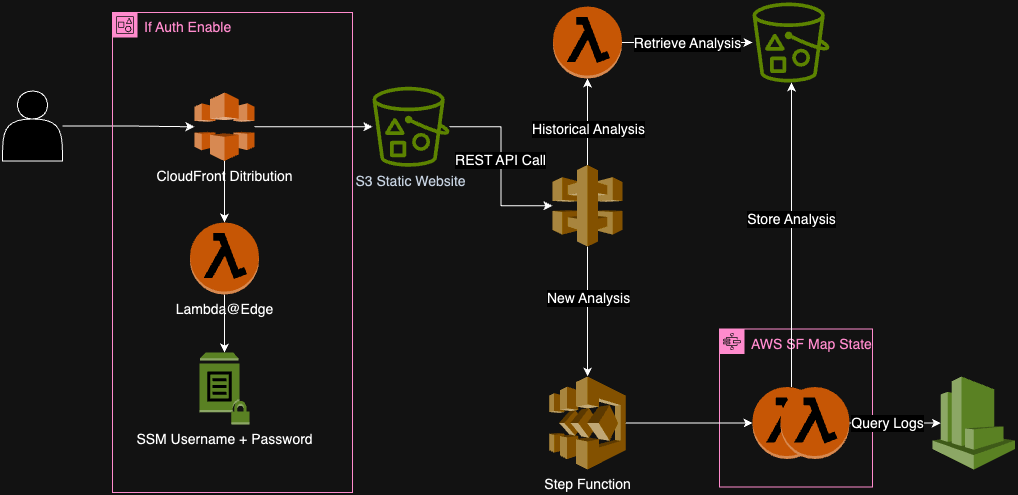 If Auth Enable
Retrieve Analysis
Historical Analysis
REST API Call
CloudFront Ditribution
S3 Static Website
Store Analysis
New Analysis
Lambda@Edge
AWS SF Map State
Query Logs
SSM Username + Password
Step Function